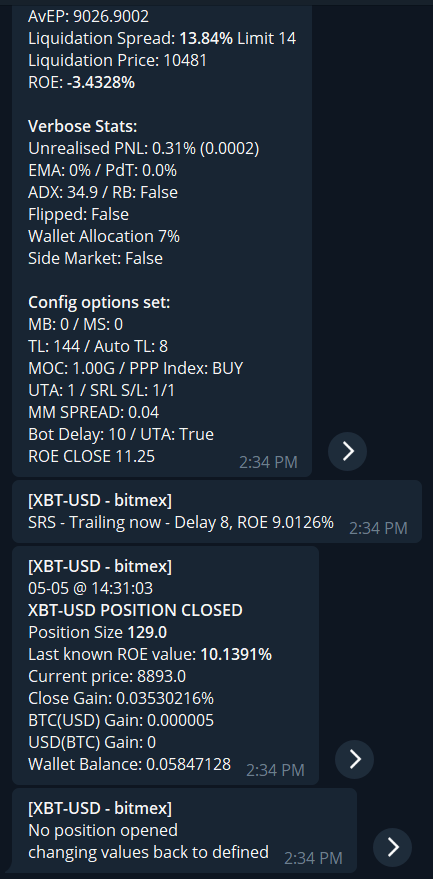 AvEP: 9026.9002
Liquidation Spread: 13.84% Limit 14
Liquidation Price: 10481
ROE: -3.4328%
Verbose Stats:
Unrealised PNL: 0.31% (0.0002)
EMA: 0% / PdT: 0.0%
ADX: 34.9 / RB: False
Flipped: False
Wallet Allocation 7%
Side Market: False
Config options set:
MB: 0 / MS: 0
TL: 144 / Auto TL: 8
MOC: 1.00G / PPP Index: BUY
UTA: 1 / SRL S/L: 1/1
MM SPREAD: 0.04
Bot Delay: 10 / UTA: True
ROE CLOSE 11.25
2:34 PM
[XBT-USD - bitmex]
SRS - Trailing now - Delay 8, ROE 9.0126%
2:34 PM
[XBT-USD - bitmex]
05-05 @ 14:31:03
XBT-USD POSITION CLOSED
Position Size 129.0
Last known ROE value: 10.1391%
Current price: 8893.0
Close Gain: 0.03530216%
BTC(USD) Gain: 0.000005
USD(BTC) Gain: 0
Wallet Balance: 0.05847128
2:34 PM
[XBT-USD - bitmex]
No position opened
changing values back to defined
2:34 PM